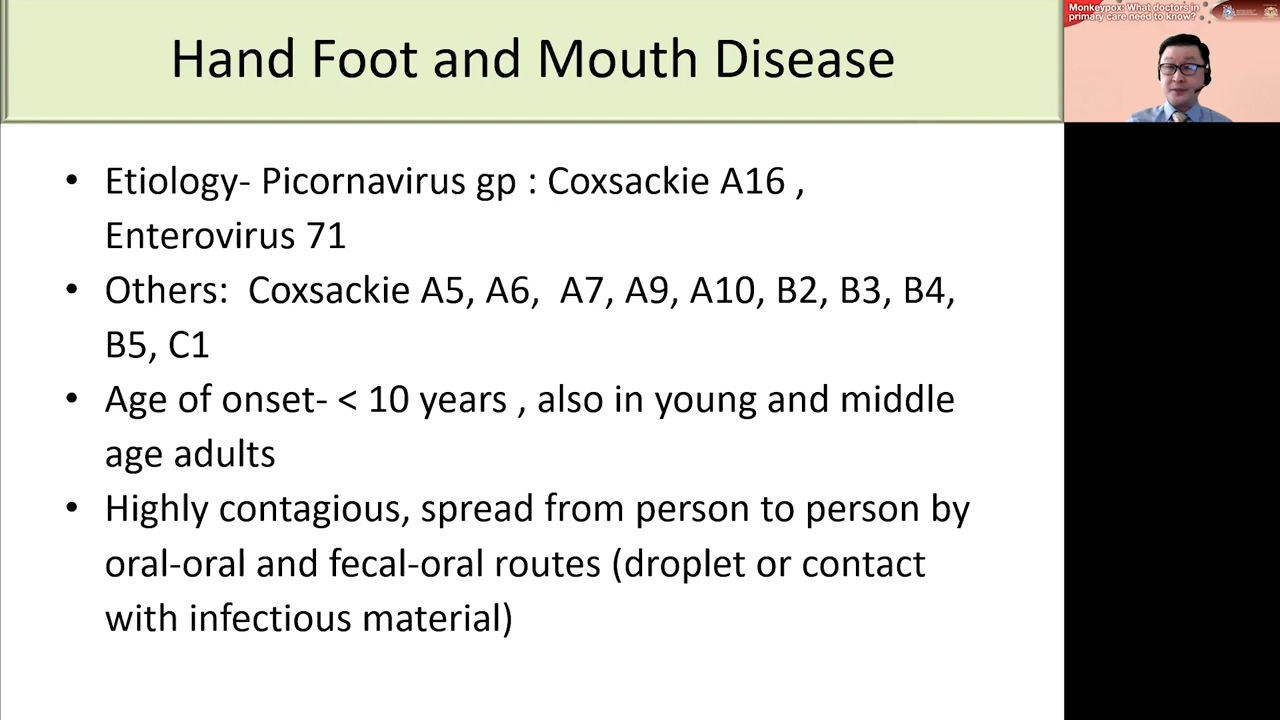 Hand Foot and Mouth Disease
Monkeypox: What doctors in
primary care need to know?
• Etiology- Picornavirus gp : Coxsackie A16 ,
Enterovirus 71
• Others:  Coxsackie A5, A6,  A7, A9, A10, B2, B3, B4,
B5, C1
• Age of onset- < 10 years , also in young and middle
age adults
• Highly contagious, spread from person to person by
oral-oral and fecal-oral routes (droplet or contact
with infectious material)